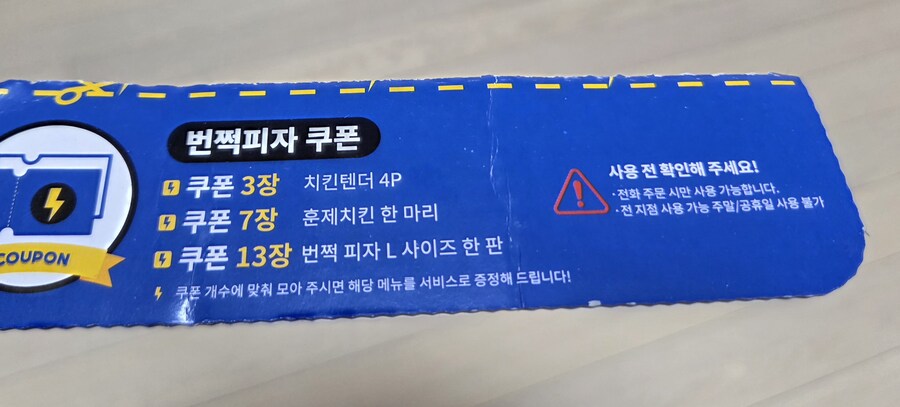 번쩍피자 쿠폰
쿠폰 3장 치킨텐더 4P
쿠폰 7장 훈제치킨 한 마리
쿠폰 13장 번쩍 피자 L 사이즈 한 판
쿠폰 개수에 맞춰 모아 주시면 해당 메뉴를 서비스로 증정해 드립니다!
COUPON
사용 전 확인해 주세요!
· 전화 주문 시만 사용 가능합니다.
· 전 지점 사용 가능 주말/공휴일 사용 불가